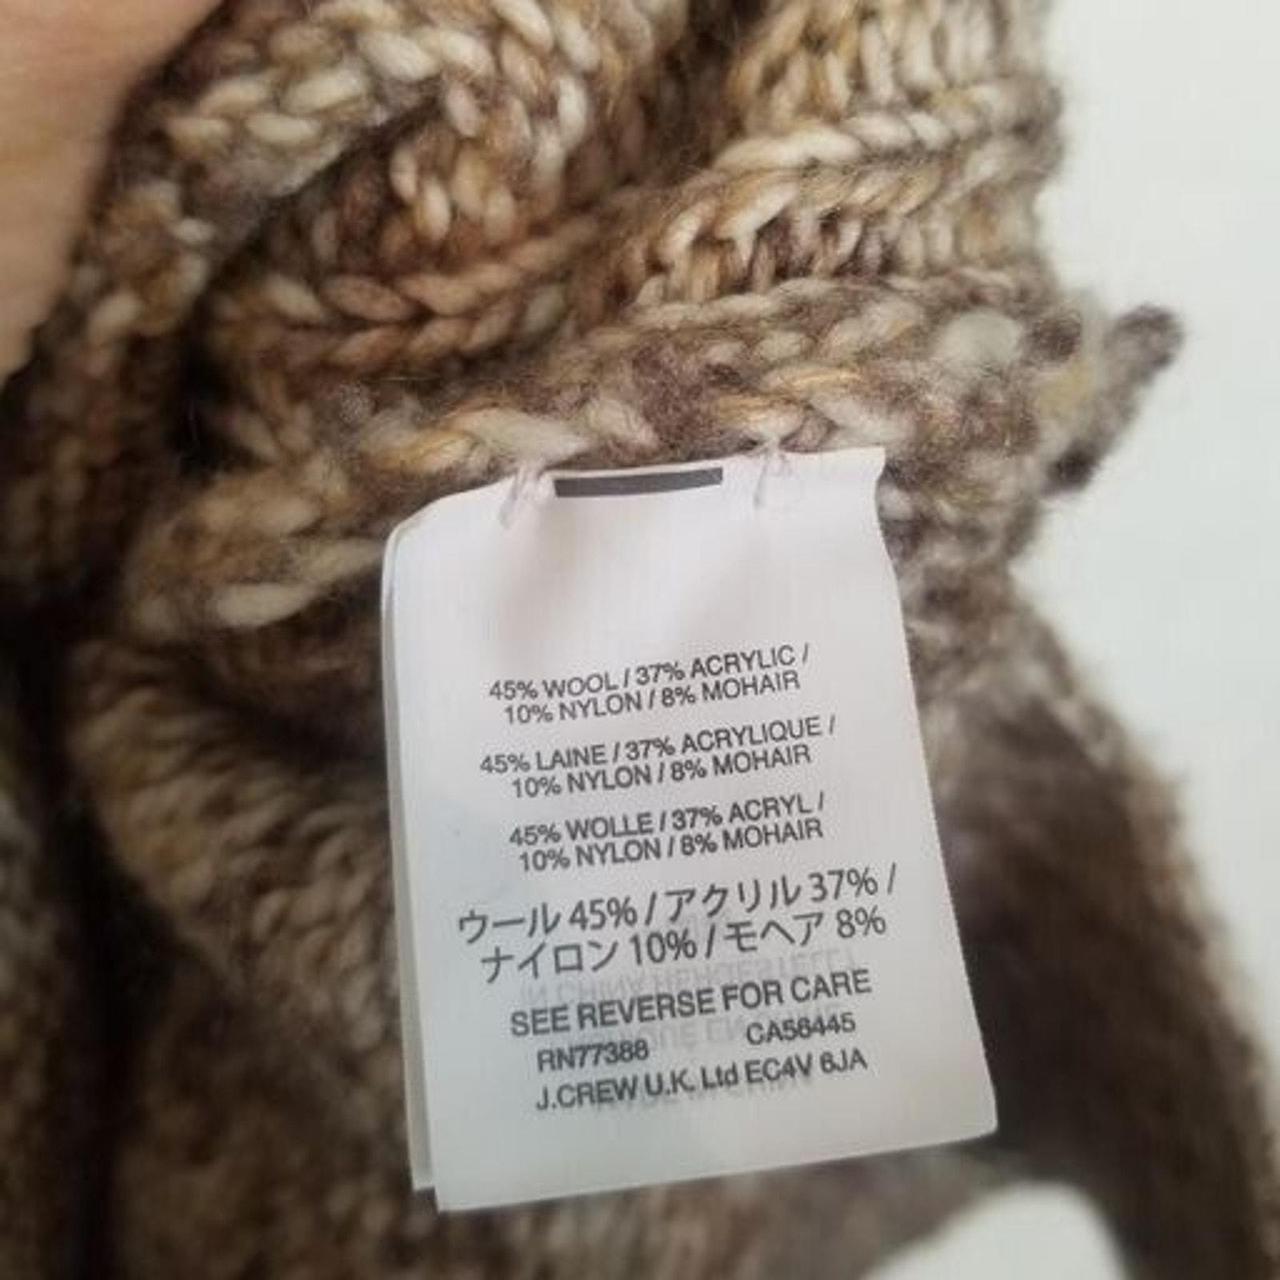 45% WOOL / 37% ACRYLIC /
10% NYLON / 8% MOHAIR
45% LAINE / 37% ACRYLIQUE /
10% NYLON / 8% MOHAIR
45% WOLLE / 37% ACRYL /
10% NYLON / 8% MOHAIR
ウール 45% / アクリル 37% /
ナイロン 10% / モヘア 8%
SEE REVERSE FOR CARE
RN77388 CA56445
J.CREW U.K. Ltd EC4V 6JA